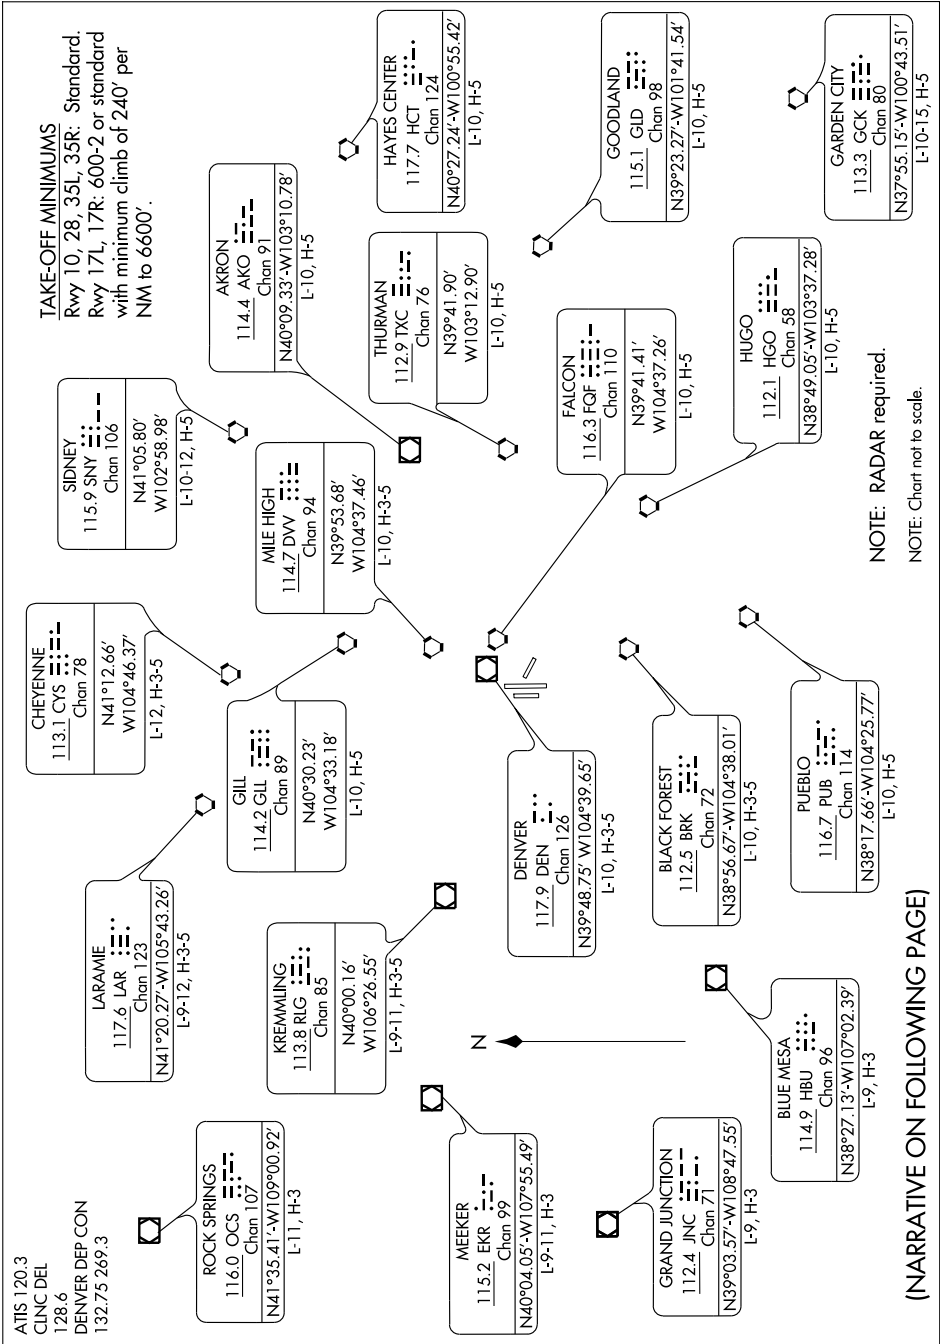 ATIS 120.3
CLNC DEL
128.6
DENVER DEP CON
132.75 269.3
TAKE-OFF MINIMUMS
Rwy 10, 28, 35L, 35R: Standard.
Rwy 17L, 17R: 600-2 or standard
with minimum climb of 240′ per
NM to 6600′.
ROCK SPRINGS
116.0 OCS
Chan 107
N41°35.41′-W109°00.92′
L-11, H-3
LARAMIE
117.6 LAR
Chan 123
N41°20.27′-W105°43.26′
L-9-12, H-3-5
CHEYENNE
113.1 CYS
Chan 78
N41°12.66′
W104°46.37′
L-12, H-3-5
SIDNEY
115.9 SNY
Chan 106
N41°05.80′
W102°58.98′
L-10-12, H-5
GILL
114.2 GLL
Chan 89
N40°30.23′
W104°33.18′
L-10, H-5
MILE HIGH
114.7 DVV
Chan 94
N39°53.68′
W104°37.46′
L-10, H-3-5
AKRON
114.4 AKO
Chan 91
N40°09.33′-W103°10.78′
L-10, H-5
HAYES CENTER
117.7 HCT
Chan 124
N40°27.24′-W100°55.42′
L-10, H-5
KREMMLING
113.8 RLG
Chan 85
N40°00.16′
W106°26.55′
L-9-11, H-3-5
THURMAN
112.9 TXC
Chan 76
N39°41.90′
W103°12.90′
L-10, H-5
MEEKER
115.2 EKR
Chan 99
N40°04.05′-W107°55.49′
L-9-11, H-3
N
DENVER
117.9 DEN
Chan 126
N39°48.75′ W104°39.65′
L-10, H-3-5
FALCON
116.3 FQF
Chan 110
N39°41.41′
W104°37.26′
L-10, H-5
GOODLAND
115.1 GLD
Chan 98
N39°23.27′-W101°41.54′
L-10, H-5
GRAND JUNCTION
112.4 JNC
Chan 71
N39°03.57′-W108°47.55′
L-9, H-3
BLACK FOREST
112.5 BRK
Chan 72
N38°56.67′-W104°38.01′
L-10, H-3-5
HUGO
112.1 HGO
Chan 58
N38°49.05′-W103°37.28′
L-10, H-5
GARDEN CITY
113.3 GCK
Chan 80
N37°55.15′-W100°43.51′
L-10-15, H-5
BLUE MESA
114.9 HBU
Chan 96
N38°27.13′-W107°02.39′
L-9, H-3
PUEBLO
116.7 PUB
Chan 114
N38°17.66′-W104°25.77′
L-10, H-5
NOTE: RADAR required.
NOTE: Chart not to scale.
(NARRATIVE ON FOLLOWING PAGE)